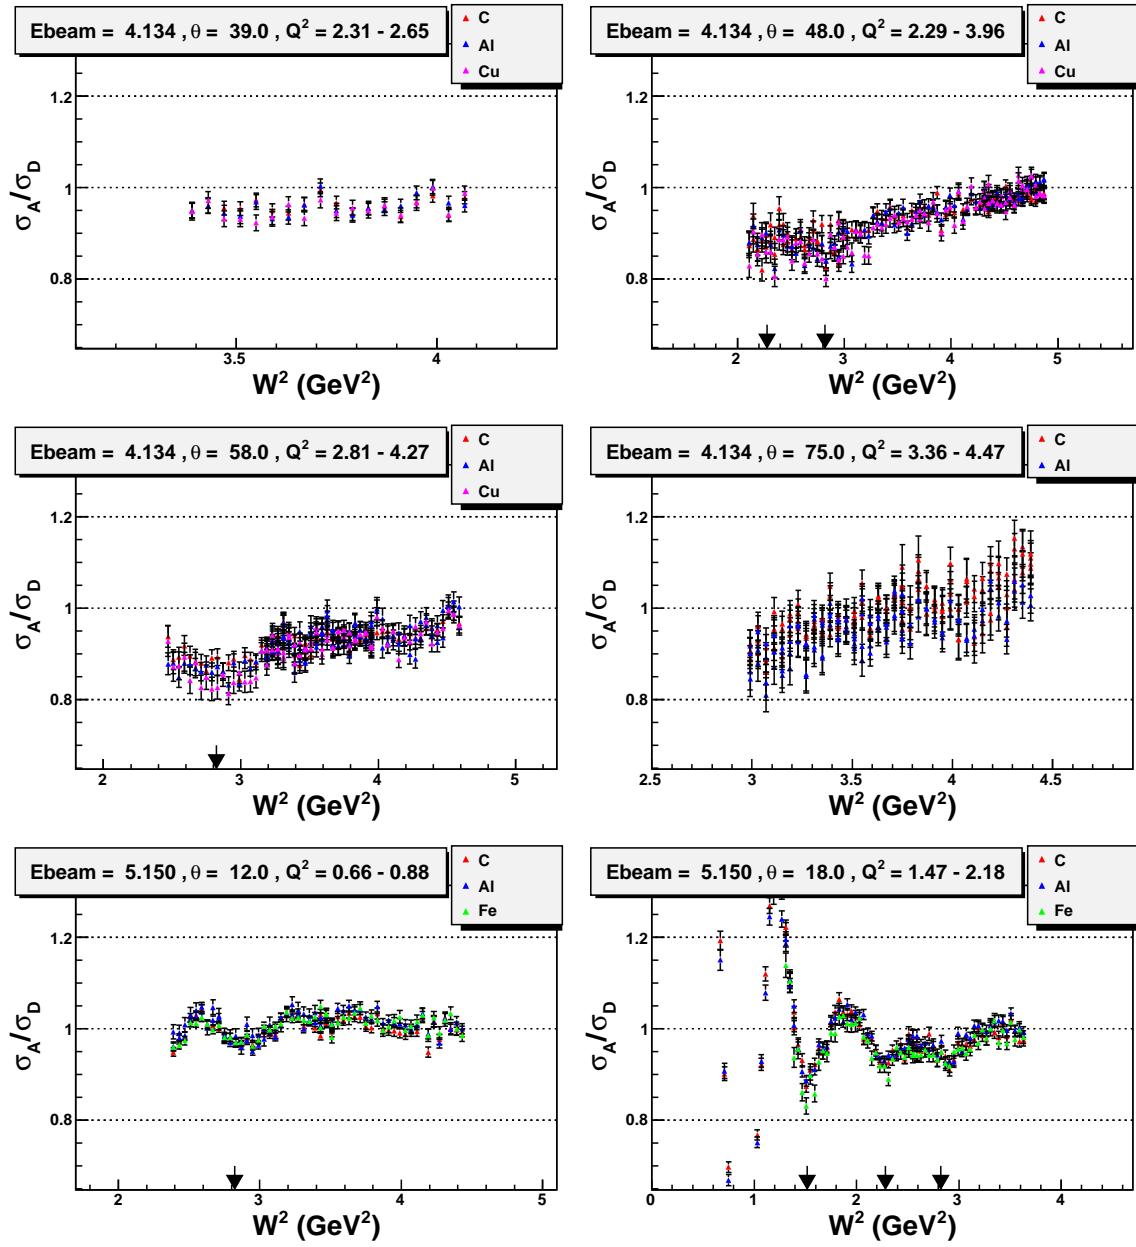 Ebeam = 4.134 , θ = 39.0 , Q² = 2.31 - 2.65
C
Al
Cu
1.2
1
0.8
σA/σD
3.5 4
W² (GeV²)
Ebeam = 4.134 , θ = 48.0 , Q² = 2.29 - 3.96
C
Al
Cu
1.2
1
0.8
σA/σD
2 3 4 5
W² (GeV²)
Ebeam = 4.134 , θ = 58.0 , Q² = 2.81 - 4.27
C
Al
Cu
1.2
1
0.8
σA/σD
2 3 4 5
W² (GeV²)
Ebeam = 4.134 , θ = 75.0 , Q² = 3.36 - 4.47
C
Al
1.2
1
0.8
σA/σD
2.5 3 3.5 4 4.5
W² (GeV²)
Ebeam = 5.150 , θ = 12.0 , Q² = 0.66 - 0.88
C
Al
Fe
1.2
1
0.8
σA/σD
2 3 4 5
W² (GeV²)
Ebeam = 5.150 , θ = 18.0 , Q² = 1.47 - 2.18
C
Al
Fe
1.2
1
0.8
σA/σD
0 1 2 3 4
W² (GeV²)